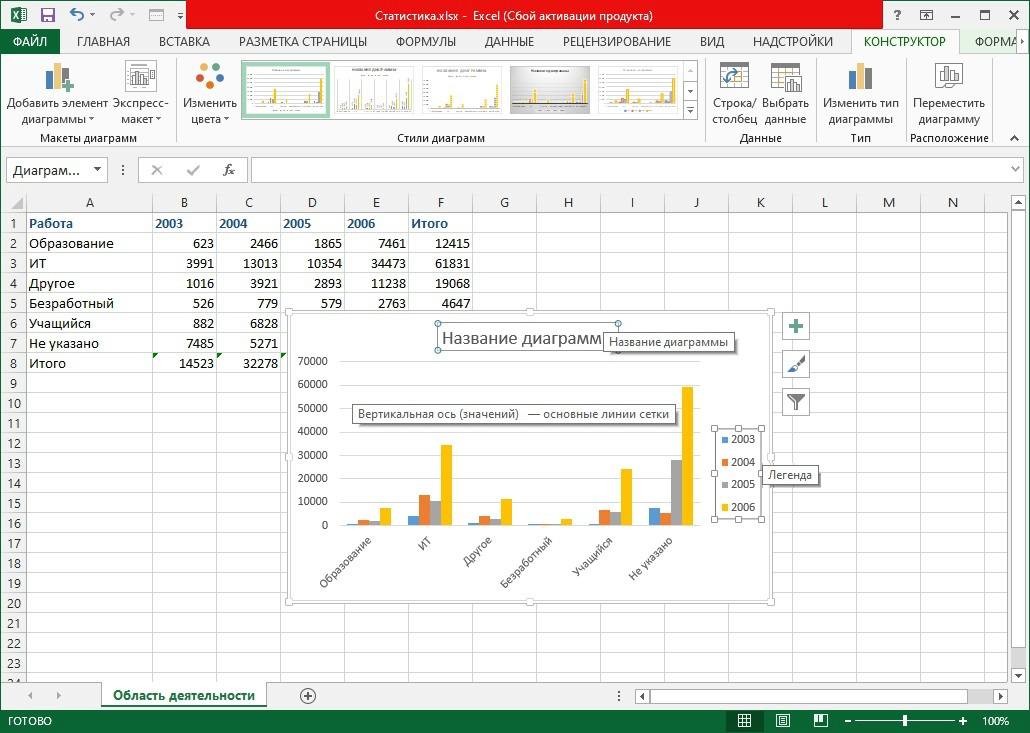 Статистика.xlsx - Excel (Сбой активации продукта)
ФАЙЛ ГЛАВНАЯ ВСТАВКА РАЗМЕТКА СТРАНИЦЫ ФОРМУЛЫ ДАННЫЕ РЕЦЕНЗИРОВАНИЕ ВИД НАДСТРОЙКИ КОНСТРУКТОР ФОРМА
Добавить элемент диаграммы
Экспресс-макет
Изменить цвета
Строка/столбец
Выбрать данные
Изменить тип диаграммы
Переместить диаграмму
Макеты диаграмм Стили диаграмм Данные Тип Расположение
Диаграм... fx
A B C D E F G H I J K L M N
1 Работа 2003 2004 2005 2006 Итого
2 Образование 623 2466 1865 7461 12415
3 ИТ 3991 13013 10354 34473 61831
4 Другое 1016 3921 2893 11238 19068
5 Безработный 526 779 579 2763 4647
6 Учащийся 882 6828
7 Не указано 7485 5271
8 Итого 14523 32278
9
10
11
12
13
14
15
16
17
18
19
20
21
22
23
Название диаграмм
Название диаграммы
70000
60000
50000
40000
30000
20000
10000
0
Вертикальная ось (значений) — основные линии сетки
2003
2004
2005
2006
Легенда
Образование ИТ Другое Безработный Учащийся Не указано
Область деятельности
ГОТОВО 100%